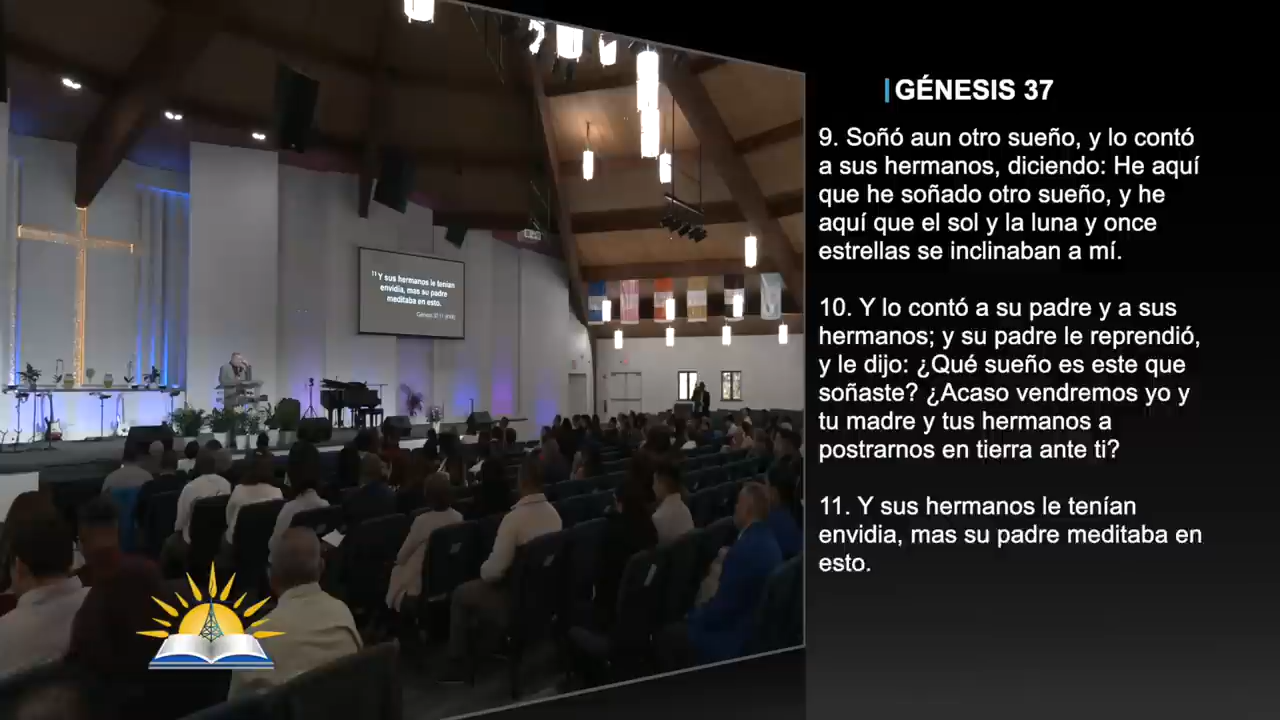 GÉNESIS 37
9. Soñó aun otro sueño, y lo contó
a sus hermanos, diciendo: He aquí
que he soñado otro sueño, y he
aquí que el sol y la luna y once
estrellas se inclinaban a mí.
10. Y lo contó a su padre y a sus
hermanos; y su padre le reprendió,
y le dijo: ¿Qué sueño es este que
soñaste? ¿Acaso vendremos yo y
tu madre y tus hermanos a
postrarnos en tierra ante ti?
11. Y sus hermanos le tenían
envidia, mas su padre meditaba en
esto.
11 Y sus hermanos le tenían
envidia, mas su padre
meditaba en esto.
Génesis 37:11